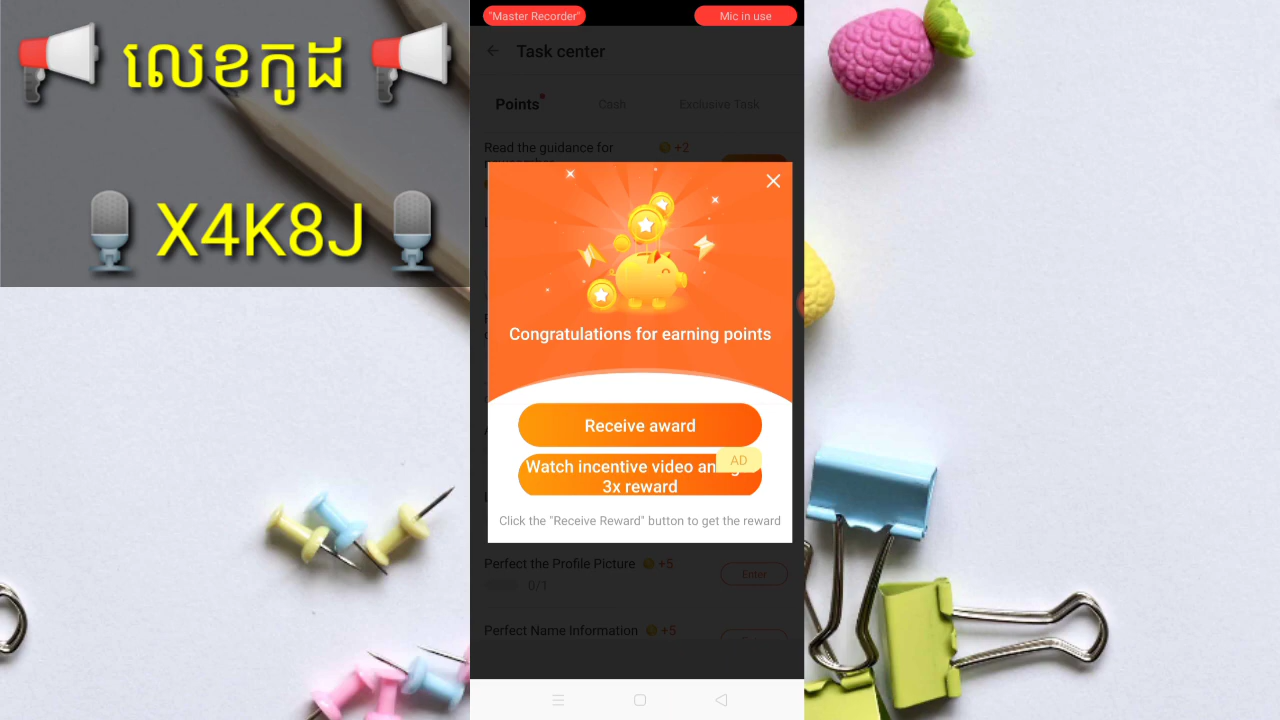 លេខកូដ
X4K8J
"Master Recorder"
Mic in use
Task center
Points
Cash
Exclusive Task
Read the guidance for
+2
Congratulations for earning points
Receive award
Watch incentive video an
AD
3x reward
Click the "Receive Reward" button to get the reward
Perfect the Profile Picture +5
0/1
Enter
Perfect Name Information +5